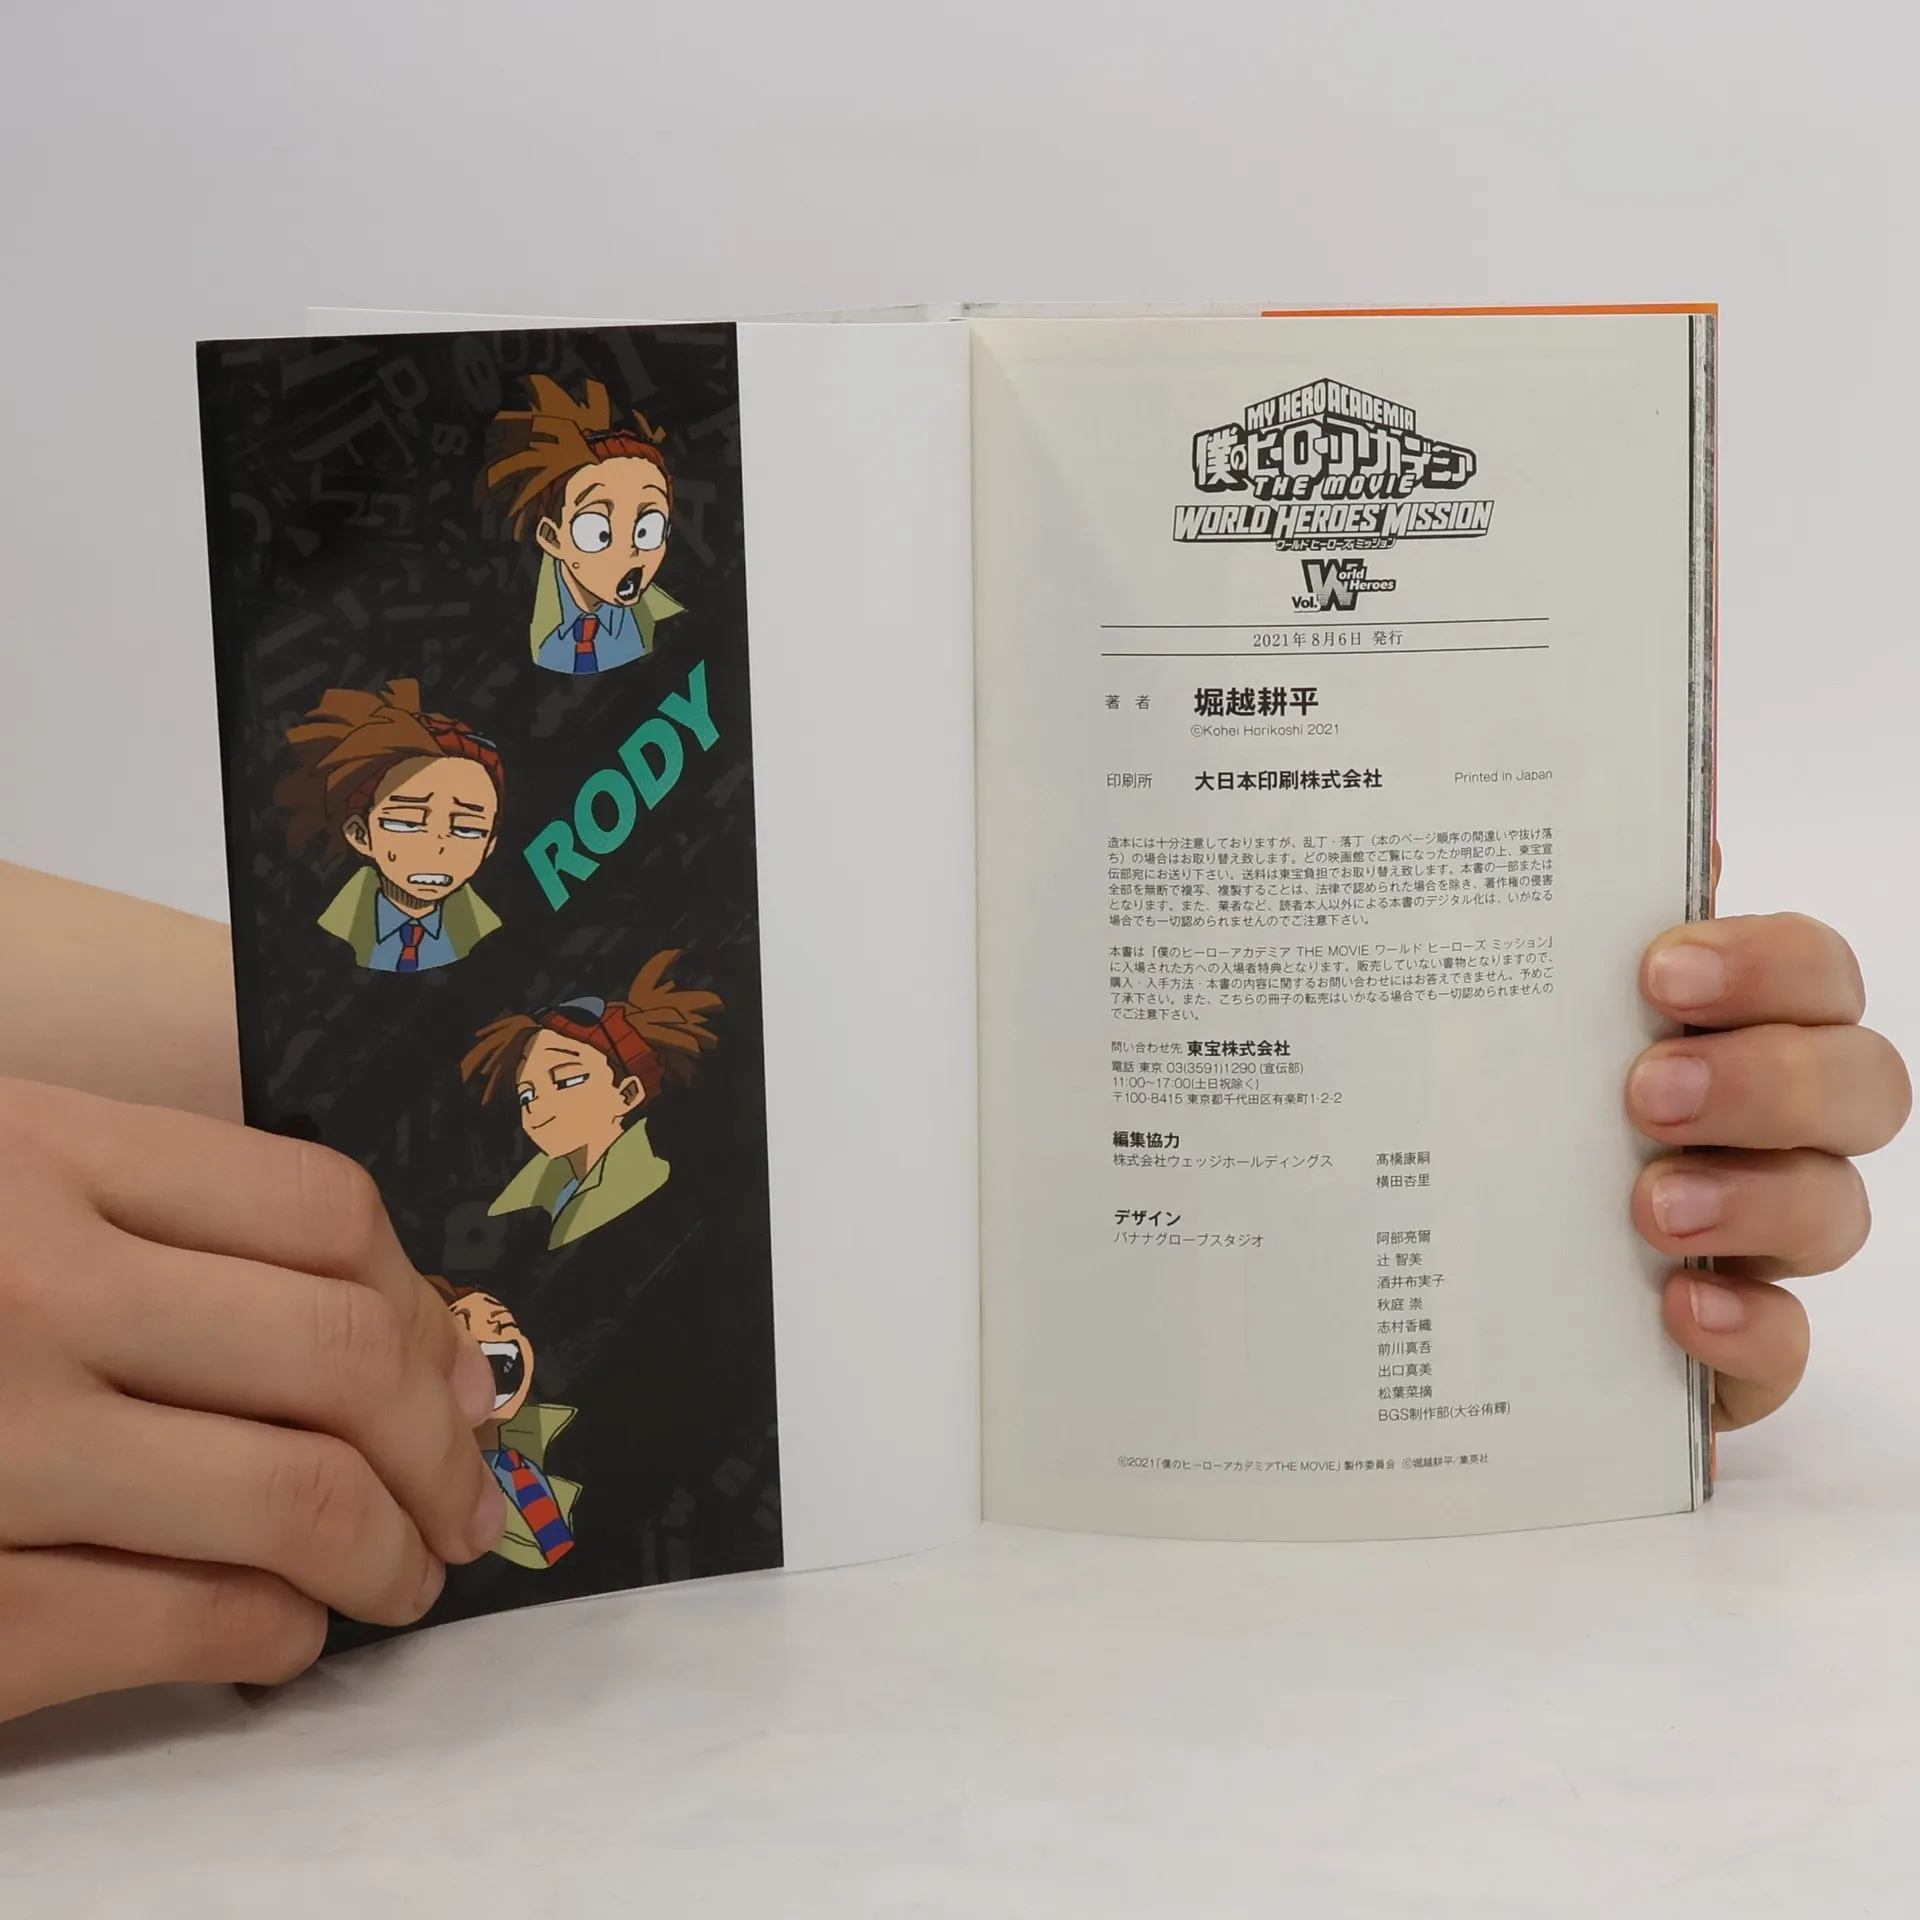 RODY
MY HERO ACADEMIA
僕のヒーローアカデミア
THE MOVIE
WORLD HEROES' MISSION
ワールド ヒーローズ ミッション
Vol. World Heroes
2021年8月6日 発行
著 者 堀越耕平
©Kohei Horikoshi 2021
印刷所 大日本印刷株式会社 Printed in Japan
造本には十分注意しておりますが、乱丁・落丁（本のページ順序の間違いや抜け落
ち）の場合はお取り替え致します。どの映画館でご覧になったか明記の上、東宝宣
伝部宛にお送り下さい。送料は東宝負担でお取り替え致します。本書の一部または
全部を無断で複写、複製することは、法律で認められた場合を除き、著作権の侵害
となります。また、業者など、読者本人以外による本書のデジタル化は、いかなる
場合でも一切認められませんのでご注意下さい。
本書は『僕のヒーローアカデミア THE MOVIE ワールド ヒーローズ ミッション』
に入場された方への入場者特典となります。販売していない書物となりますので、
購入・入手方法・本書の内容に関するお問い合わせにはお答えできません。予めご
了承下さい。また、こちらの冊子の転売はいかなる場合でも一切認められませんの
でご注意下さい。
問い合わせ先 東宝株式会社
電話 東京 03(3591)1290 (宣伝部)
11:00~17:00(土日祝除く)
〒100-8415 東京都千代田区有楽町1-2-2
編集協力
株式会社ウェッジホールディングス 髙橋康嗣
横田杏里
デザイン
バナナグローブスタジオ 阿部亮爾
辻 智美
酒井布実子
秋庭 崇
志村香織
前川真吾
出口真美
松葉菜摘
BGS制作部(大谷侑輝)
©2021「僕のヒーローアカデミアTHE MOVIE」製作委員会 ©堀越耕平/集英社